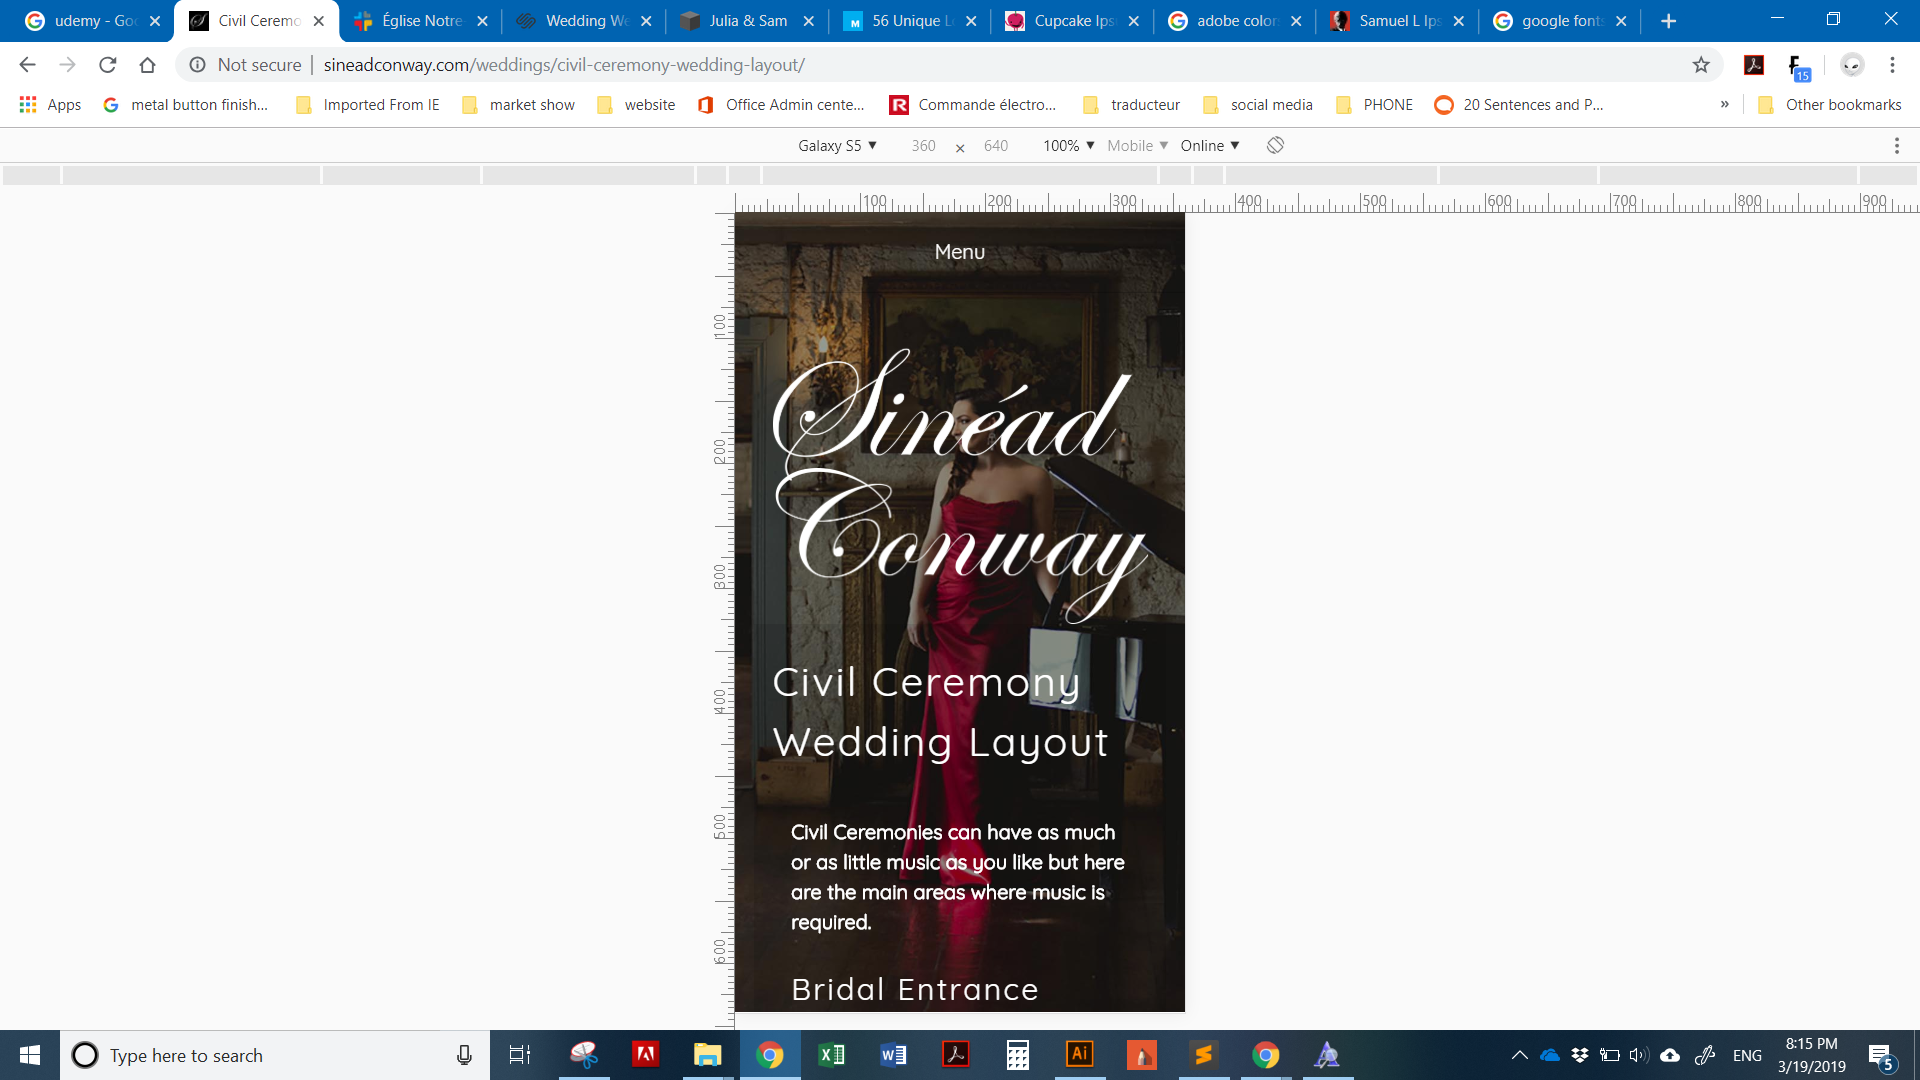 udemy - Goo
Civil Ceremo
Église Notre-
Wedding We
Julia & Sam
56 Unique Lo
Cupcake Ips
adobe color
Samuel L Ips
google fonts
Not secure | sineadconway.com/weddings/civil-ceremony-wedding-layout/
15
Apps
metal button finish...
Imported From IE
market show
website
Office Admin cente...
Commande électro...
traducteur
social media
PHONE
20 Sentences and P...
»
Other bookmarks
Galaxy S5 ▼ 360 × 640 100% ▼ Mobile ▼ Online ▼
100 200 300 400 500 600 700 800 900
100
200
300
400
500
600
Menu
Sinéad
Conway
Civil Ceremony
Wedding Layout
Civil Ceremonies can have as much
or as little music as you like but here
are the main areas where music is
required.
Bridal Entrance
Type here to search
Ai
ENG
8:15 PM
3/19/2019
5